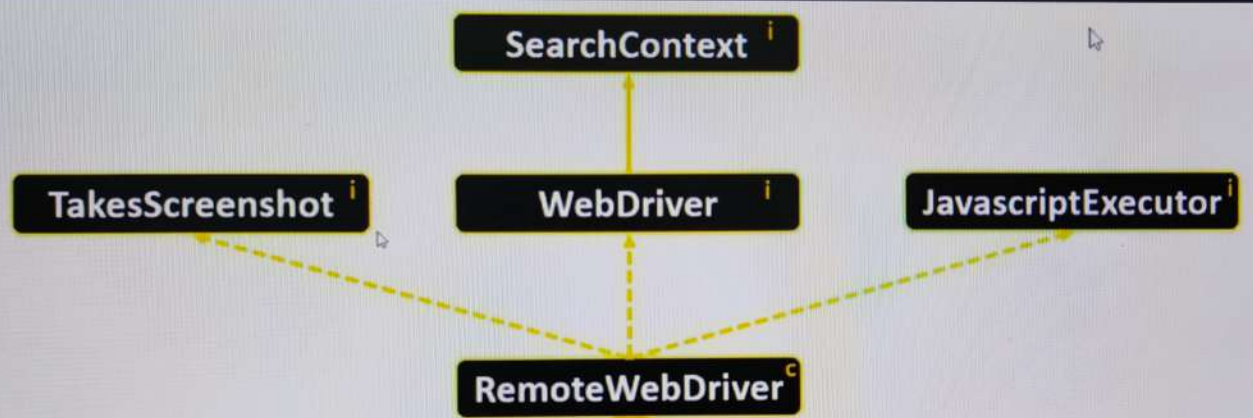 SearchContext i
TakesScreenshot i
WebDriver i
JavascriptExecutor i
RemoteWebDriver c